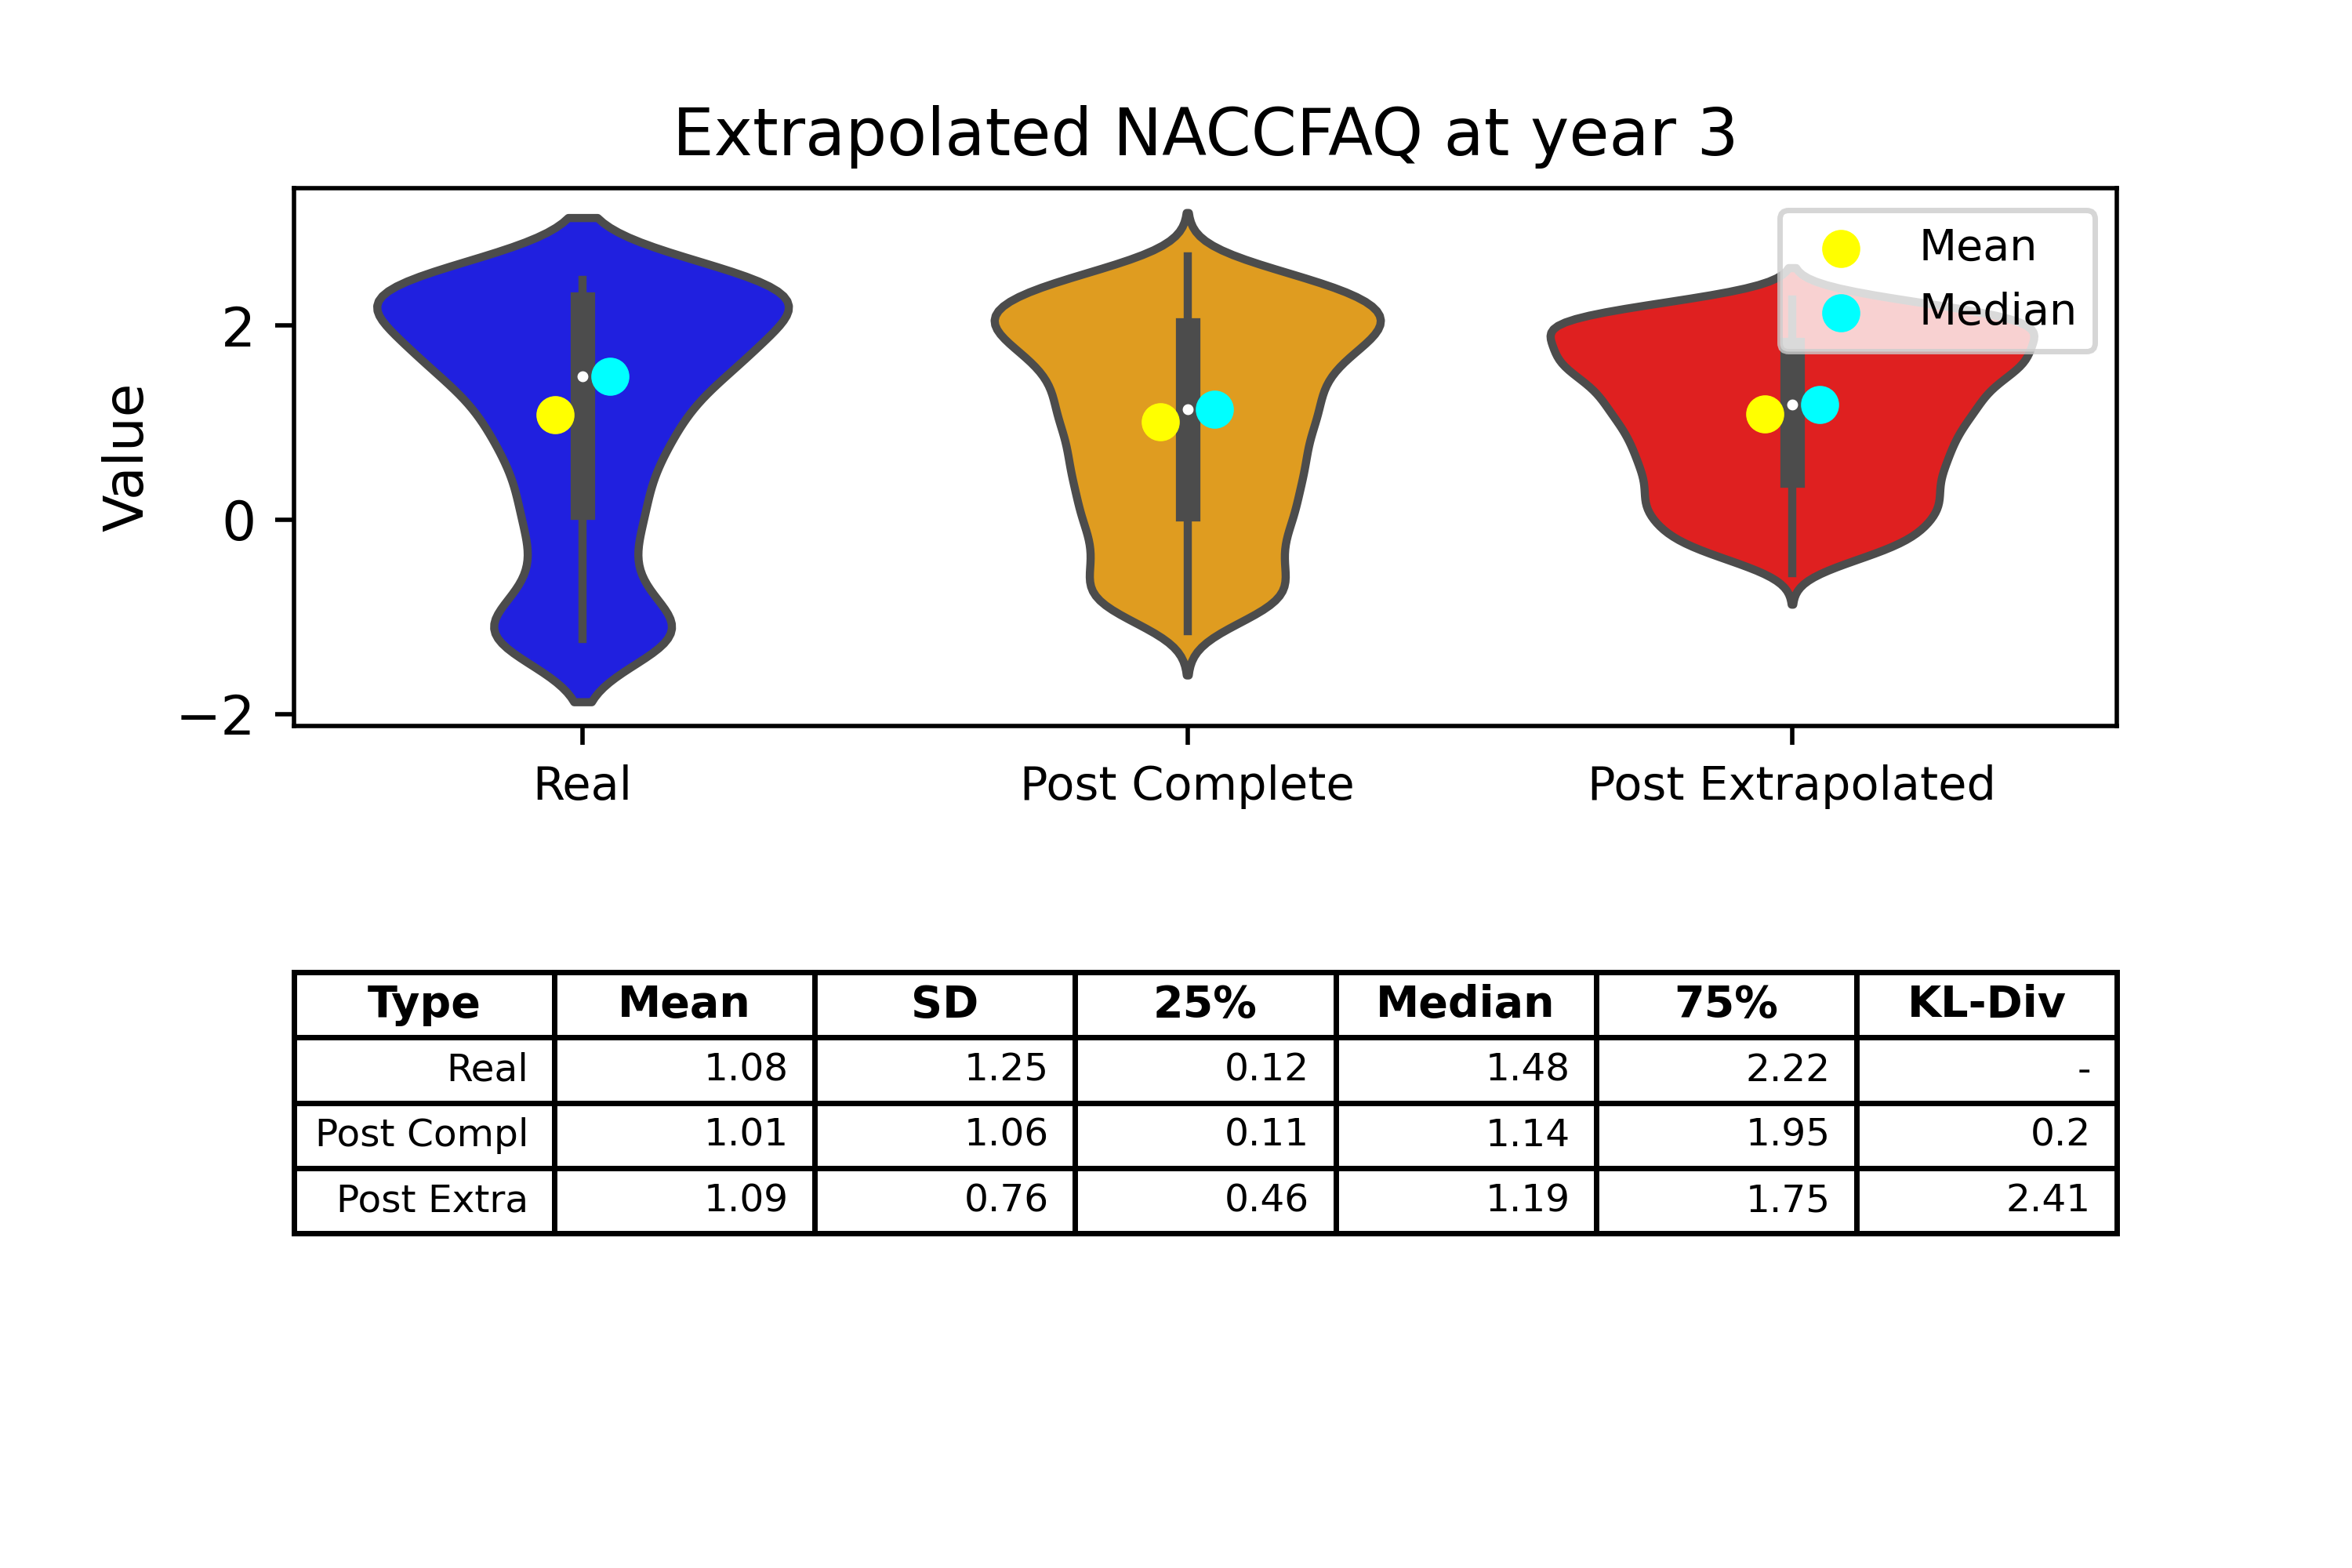 Extrapolated NACCFAQ at year 3
Value
2
0
−2
Mean
Median
Real Post Complete Post Extrapolated
Type Mean SD 25% Median 75% KL-Div
Real 1.08 1.25 0.12 1.48 2.22 -
Post Compl 1.01 1.06 0.11 1.14 1.95 0.2
Post Extra 1.09 0.76 0.46 1.19 1.75 2.41